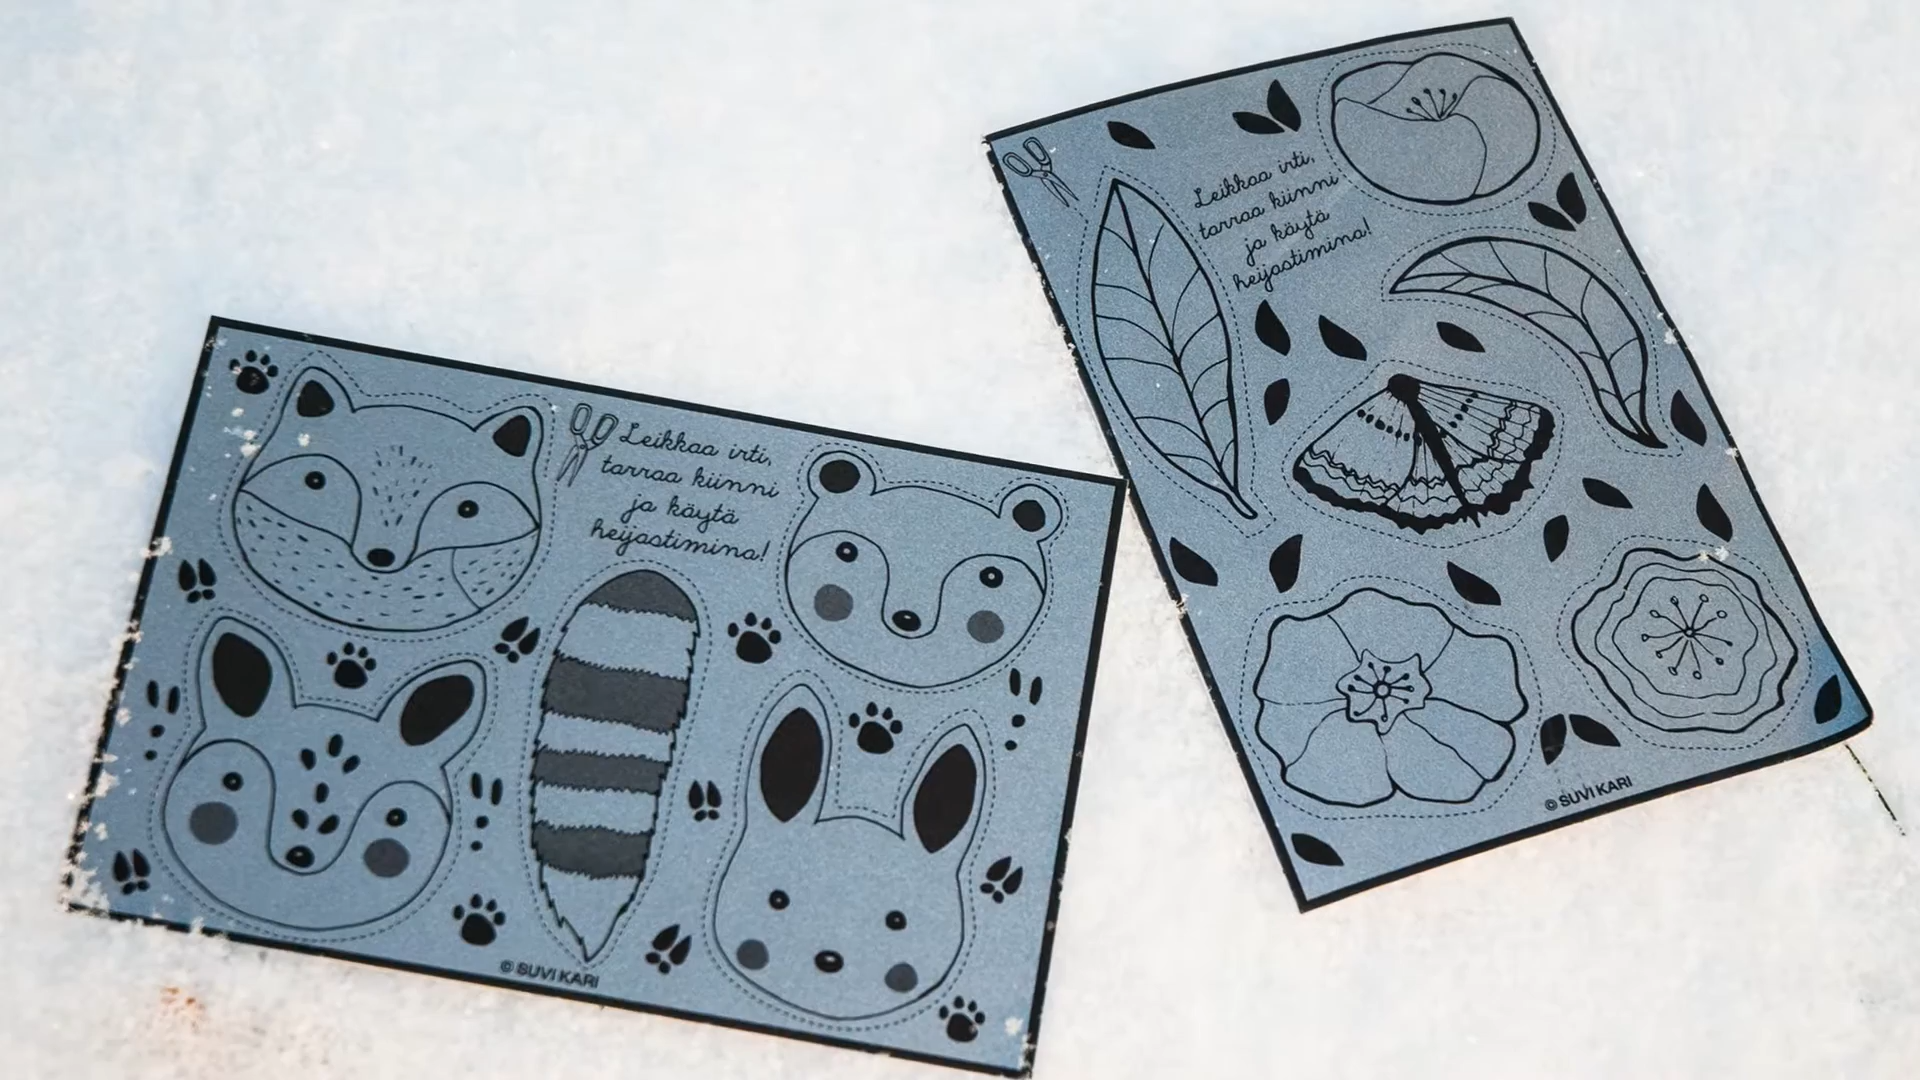 Leikkaa irti,
tarraa kiinni
ja käytä
heijastimina!
© SUVI KARI
Leikkaa irti,
tarraa kiinni
ja käytä
heijastimina!
© SUVI KARI